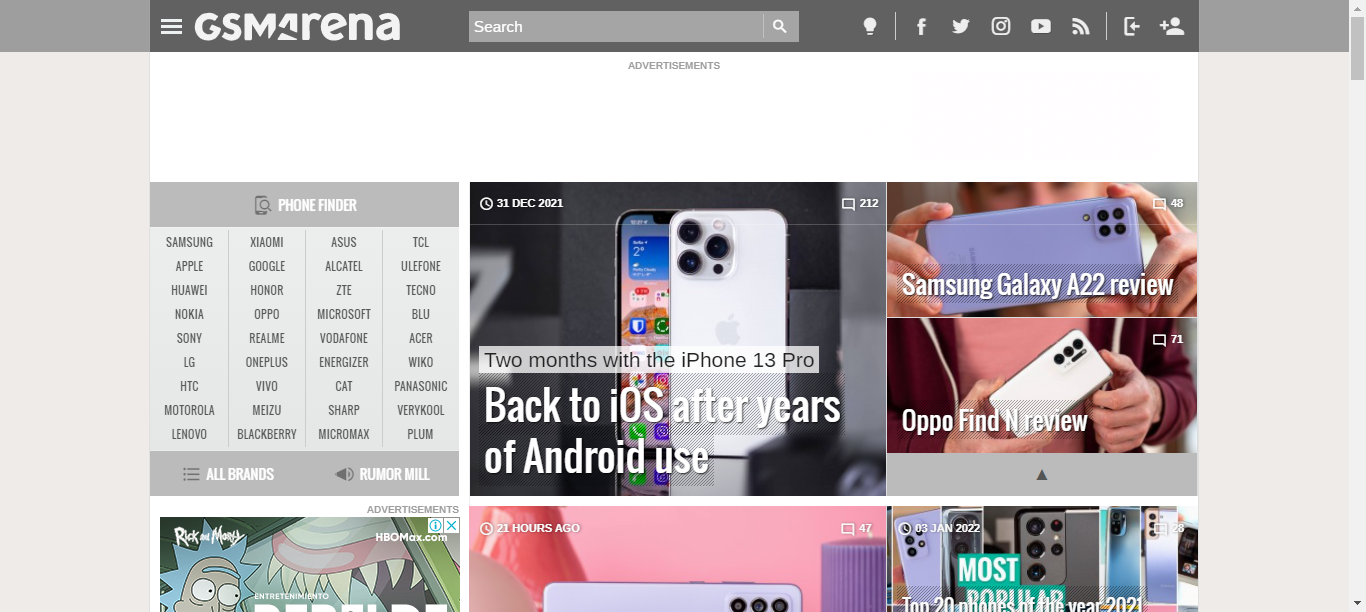 GSMArena
Search
ADVERTISEMENTS
PHONE FINDER
SAMSUNG XIAOMI ASUS TCL
APPLE GOOGLE ALCATEL ULEFONE
HUAWEI HONOR ZTE TECNO
NOKIA OPPO MICROSOFT BLU
SONY REALME VODAFONE ACER
LG ONEPLUS ENERGIZER WIKO
HTC VIVO CAT PANASONIC
MOTOROLA MEIZU SHARP VERYKOOL
LENOVO BLACKBERRY MICROMAX PLUM
ALL BRANDS RUMOR MILL
31 DEC 2021 212
Two months with the iPhone 13 Pro
Back to iOS after years
of Android use
48
Samsung Galaxy A22 review
71
Oppo Find N review
ADVERTISEMENTS
Rick and Morty
HBOMax.com
ENTRETENIMIENTO
REBELDE
21 HOURS AGO 47
03 JAN 2022 28
MOST
POPULAR
Top 20 phones of the year 2021